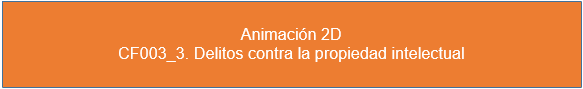 Animación 2D
CF003_3. Delitos contra la propiedad intelectual